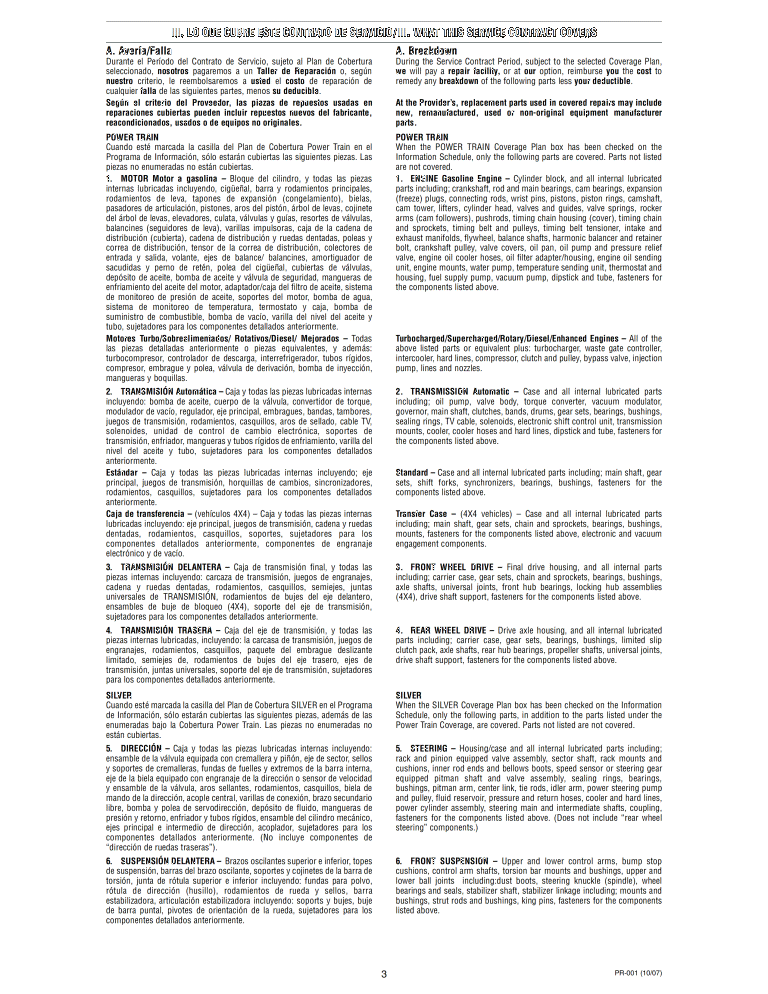 III. LO QUE CUBRE ESTE CONTRATO DE SERVICIO/III. WHAT THIS SERVICE CONTRACT COVERS
A. Avería/Falla
Durante el Período del Contrato de Servicio, sujeto al Plan de Cobertura
seleccionado, nosotros pagaremos a un Taller de Reparación o, según
nuestro criterio, le reembolsaremos a usted el costo de reparación de
cualquier falla de las siguientes partes, menos su deducible.
Según el criterio del Proveedor, las piezas de repuestos usadas en
reparaciones cubiertas pueden incluir repuestos nuevos del fabricante,
reacondicionados, usados o de equipos no originales.
POWER TRAIN
Cuando esté marcada la casilla del Plan de Cobertura Power Train en el
Programa de Información, sólo estarán cubiertas las siguientes piezas. Las
piezas no enumeradas no están cubiertas.
1. MOTOR Motor a gasolina – Bloque del cilindro, y todas las piezas
internas lubricadas incluyendo, cigüeñal, barra y rodamientos principales,
rodamientos de leva, tapones de expansión (congelamiento), bielas,
pasadores de articulación, pistones, aros del pistón, árbol de levas, cojinete
del árbol de levas, elevadores, culata, válvulas y guías, resortes de válvulas,
balancines (seguidores de leva), varillas impulsoras, caja de la cadena de
distribución (cubierta), cadena de distribución y ruedas dentadas, poleas y
correa de distribución, tensor de la correa de distribución, colectores de
entrada y salida, volante, ejes de balance/ balancines, amortiguador de
sacudidas y perno de retén, polea del cigüeñal, cubiertas de válvulas,
depósito de aceite, bomba de aceite y válvula de seguridad, mangueras de
enfriamiento del aceite del motor, adaptador/caja del filtro de aceite, sistema
de monitoreo de presión de aceite, soportes del motor, bomba de agua,
sistema de monitoreo de temperatura, termostato y caja, bomba de
suministro de combustible, bomba de vacío, varilla del nivel del aceite y
tubo, sujetadores para los componentes detallados anteriormente.
Motores Turbo/Sobrealimentados/ Rotativos/Diesel/ Mejorados – Todas
las piezas detalladas anteriormente o piezas equivalentes, y además:
turbocompresor, controlador de descarga, interrefrigerador, tubos rígidos,
compresor, embrague y polea, válvula de derivación, bomba de inyección,
mangueras y boquillas.
2. TRANSMISIÓN Automática – Caja y todas las piezas lubricadas internas
incluyendo: bomba de aceite, cuerpo de la válvula, convertidor de torque,
modulador de vacío, regulador, eje principal, embragues, bandas, tambores,
juegos de transmisión, rodamientos, casquillos, aros de sellado, cable TV,
solenoides, unidad de control de cambio electrónica, soportes de
transmisión, enfriador, mangueras y tubos rígidos de enfriamiento, varilla del
nivel del aceite y tubo, sujetadores para los componentes detallados
anteriormente.
Estándar – Caja y todas las piezas lubricadas internas incluyendo; eje
principal, juegos de transmisión, horquillas de cambios, sincronizadores,
rodamientos, casquillos, sujetadores para los componentes detallados
anteriormente.
Caja de transferencia – (vehículos 4X4) – Caja y todas las piezas internas
lubricadas incluyendo: eje principal, juegos de transmisión, cadena y ruedas
dentadas, rodamientos, casquillos, soportes, sujetadores para los
componentes detallados anteriormente, componentes de engranaje
electrónico y de vacío.
3. TRANSMISIÓN DELANTERA – Caja de transmisión final, y todas las
piezas internas incluyendo: carcaza de transmisión, juegos de engranajes,
cadena y ruedas dentadas, rodamientos, casquillos, semiejes, juntas
universales de TRANSMISIÓN, rodamientos de bujes del eje delantero,
ensambles de buje de bloqueo (4X4), soporte del eje de transmisión,
sujetadores para los componentes detallados anteriormente.
4. TRANSMISIÓN TRASERA – Caja del eje de transmisión, y todas las
piezas internas lubricadas, incluyendo: la carcasa de transmisión, juegos de
engranajes, rodamientos, casquillos, paquete del embrague deslizante
limitado, semiejes de, rodamientos de bujes del eje trasero, ejes de
transmisión, juntas universales, soporte del eje de transmisión, sujetadores
para los componentes detallados anteriormente.
SILVER
Cuando esté marcada la casilla del Plan de Cobertura SILVER en el Programa
de Información, sólo estarán cubiertas las siguientes piezas, además de las
enumeradas bajo la Cobertura Power Train. Las piezas no enumeradas no
están cubiertas.
5. DIRECCIÓN – Caja y todas las piezas lubricadas internas incluyendo:
ensamble de la válvula equipada con cremallera y piñón, eje de sector, sellos
y soportes de cremalleras, fundas de fuelles y extremos de la barra interna,
eje de la biela equipado con engranaje de la dirección o sensor de velocidad
y ensamble de la válvula, aros sellantes, rodamientos, casquillos, biela de
mando de la dirección, acople central, varillas de conexión, brazo secundario
libre, bomba y polea de servodirección, depósito de fluido, mangueras de
presión y retorno, enfriador y tubos rígidos, ensamble del cilindro mecánico,
ejes principal e intermedio de dirección, acoplador, sujetadores para los
componentes detallados anteriormente. (No incluye componentes de
“dirección de ruedas traseras”).
6. SUSPENSIÓN DELANTERA – Brazos oscilantes superior e inferior, topes
de suspensión, barras del brazo oscilante, soportes y cojinetes de la barra de
torsión, junta de rótula superior e inferior incluyendo: fundas para polvo,
rótula de dirección (husillo), rodamientos de rueda y sellos, barra
estabilizadora, articulación estabilizadora incluyendo: soports y bujes, buje
de barra puntal, pivotes de orientación de la rueda, sujetadores para los
componentes detallados anteriormente.
A. Breakdown
During the Service Contract Period, subject to the selected Coverage Plan,
we will pay a repair facility, or at our option, reimburse you the cost to
remedy any breakdown of the following parts less your deductible.
At the Provider's, replacement parts used in covered repairs may include
new, remanufactured, used or non-original equipment manufacturer
parts.
POWER TRAIN
When the POWER TRAIN Coverage Plan box has been checked on the
Information Schedule, only the following parts are covered. Parts not listed
are not covered.
1. ENGINE Gasoline Engine – Cylinder block, and all internal lubricated
parts including; crankshaft, rod and main bearings, cam bearings, expansion
(freeze) plugs, connecting rods, wrist pins, pistons, piston rings, camshaft,
cam tower, lifters, cylinder head, valves and guides, valve springs, rocker
arms (cam followers), pushrods, timing chain housing (cover), timing chain
and sprockets, timing belt and pulleys, timing belt tensioner, intake and
exhaust manifolds, flywheel, balance shafts, harmonic balancer and retainer
bolt, crankshaft pulley, valve covers, oil pan, oil pump and pressure relief
valve, engine oil cooler hoses, oil filter adapter/housing, engine oil sending
unit, engine mounts, water pump, temperature sending unit, thermostat and
housing, fuel supply pump, vacuum pump, dipstick and tube, fasteners for
the components listed above.
Turbocharged/Supercharged/Rotary/Diesel/Enhanced Engines – All of the
above listed parts or equivalent plus: turbocharger, waste gate controller,
intercooler, hard lines, compressor, clutch and pulley, bypass valve, injection
pump, lines and nozzles.
2. TRANSMISSION Automatic – Case and all internal lubricated parts
including; oil pump, valve body, torque converter, vacuum modulator,
governor, main shaft, clutches, bands, drums, gear sets, bearings, bushings,
sealing rings, TV cable, solenoids, electronic shift control unit, transmission
mounts, cooler, cooler hoses and hard lines, dipstick and tube, fasteners for
the components listed above.
Standard – Case and all internal lubricated parts including; main shaft, gear
sets, shift forks, synchronizers, bearings, bushings, fasteners for the
components listed above.
Transfer Case – (4X4 vehicles) – Case and all internal lubricated parts
including; main shaft, gear sets, chain and sprockets, bearings, bushings,
mounts, fasteners for the components listed above, electronic and vacuum
engagement components.
3. FRONT WHEEL DRIVE – Final drive housing, and all internal parts
including; carrier case, gear sets, chain and sprockets, bearings, bushings,
axle shafts, universal joints, front hub bearings, locking hub assemblies
(4X4), drive shaft support, fasteners for the components listed above.
4. REAR WHEEL DRIVE – Drive axle housing, and all internal lubricated
parts including; carrier case, gear sets, bearings, bushings, limited slip
clutch pack, axle shafts, rear hub bearings, propeller shafts, universal joints,
drive shaft support, fasteners for the components listed above.
SILVER
When the SILVER Coverage Plan box has been checked on the Information
Schedule, only the following parts, in addition to the parts listed under the
Power Train Coverage, are covered. Parts not listed are not covered.
5. STEERING – Housing/case and all internal lubricated parts including;
rack and pinion equipped valve assembly, sector shaft, rack mounts and
cushions, inner rod ends and bellows boots, speed sensor or steering gear
equipped pitman shaft and valve assembly, sealing rings, bearings,
bushings, pitman arm, center link, tie rods, idler arm, power steering pump
and pulley, fluid reservoir, pressure and return hoses, cooler and hard lines,
power cylinder assembly, steering main and intermediate shafts, coupling,
fasteners for the components listed above. (Does not include “rear wheel
steering” components.)
6. FRONT SUSPENSION – Upper and lower control arms, bump stop
cushions, control arm shafts, torsion bar mounts and bushings, upper and
lower ball joints including:dust boots, steering knuckle (spindle), wheel
bearings and seals, stabilizer shaft, stabilizer linkage including; mounts and
bushings, strut rods and bushings, king pins, fasteners for the components
listed above.
3
PR-001 (10/07)